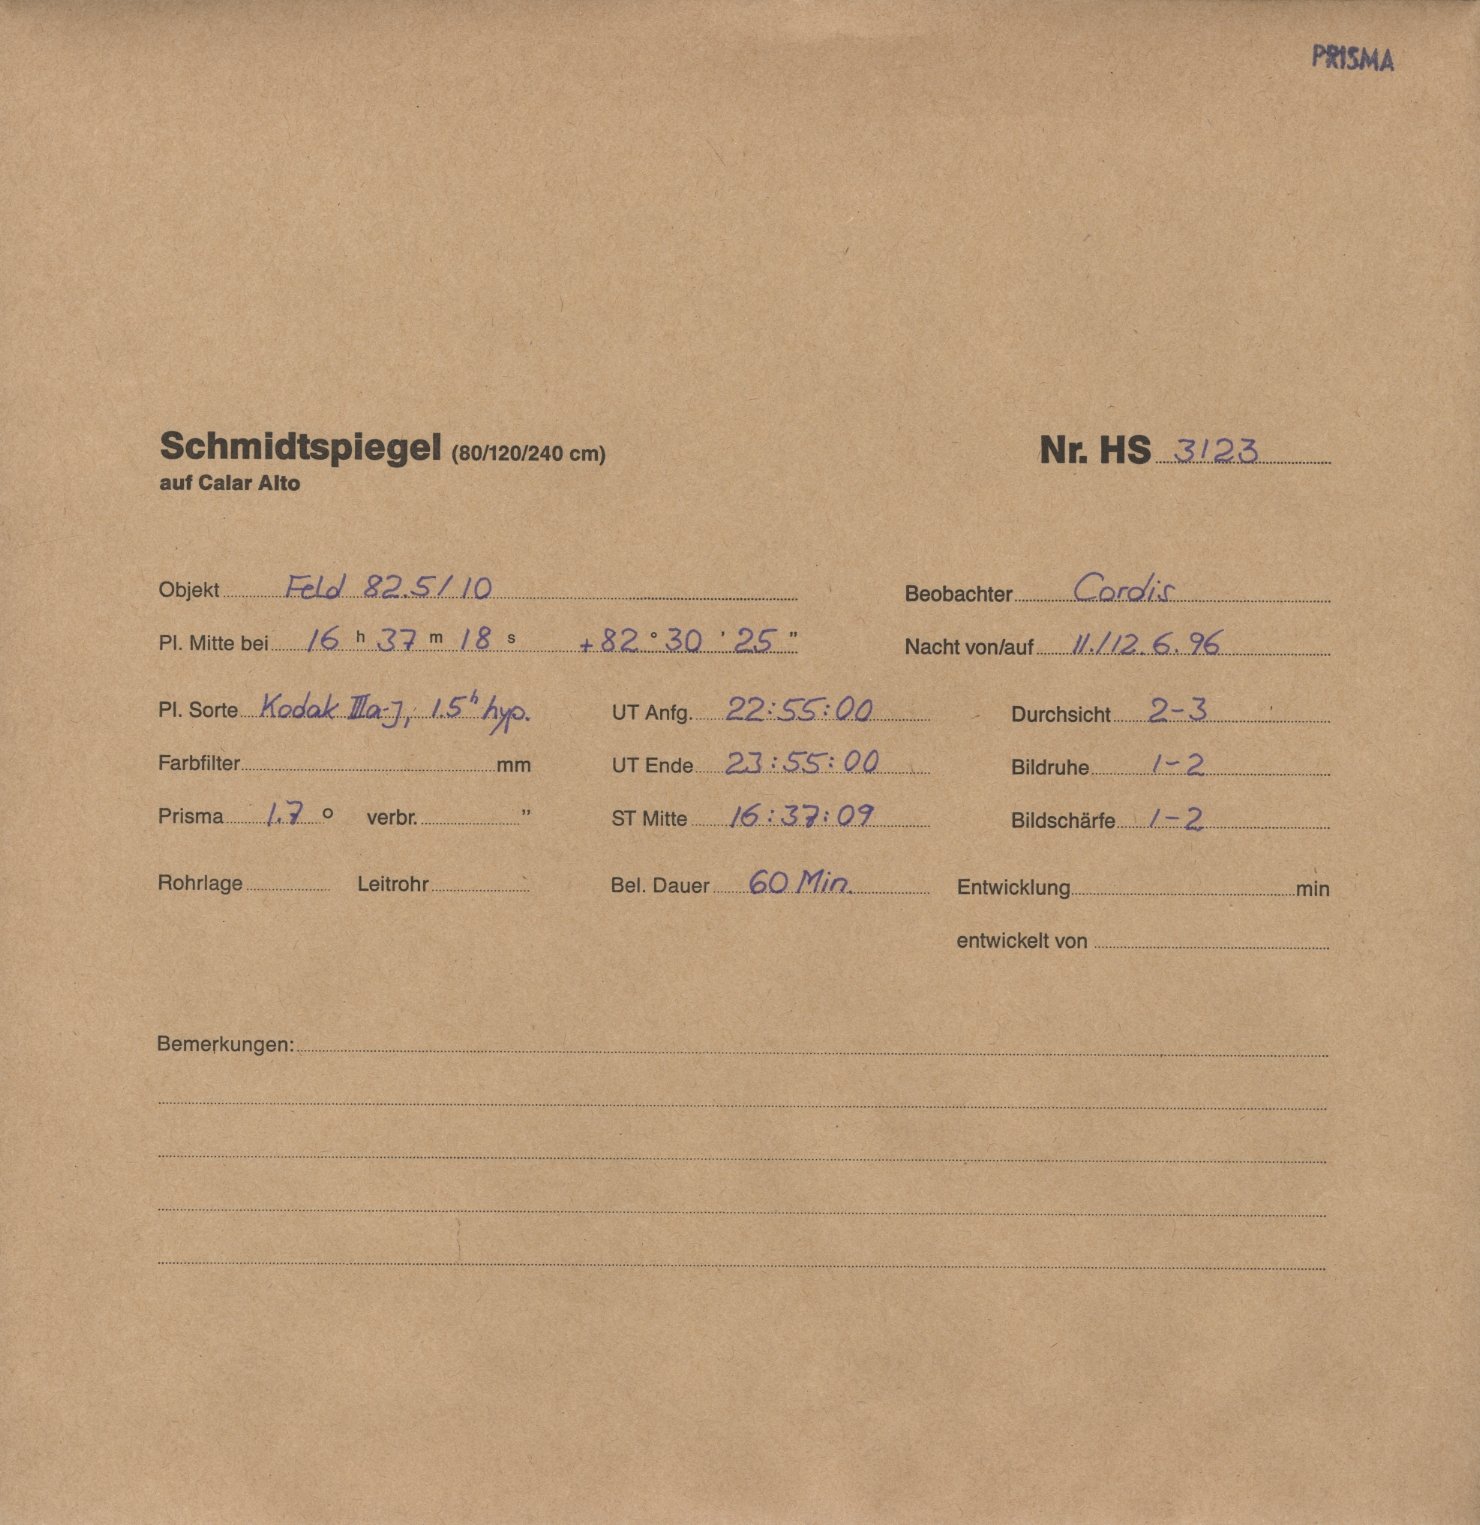 PRISMA
Schmidtspiegel (80/120/240 cm)
auf Calar Alto
Nr. HS 3123
Objekt Feld 82.5/10
Beobachter Cordis
Pl. Mitte bei 16 h 37 m 18 s +82 ° 30 ' 25 "
Nacht von/auf 11./12.6.96
Pl. Sorte Kodak IIIa-J, 1.5h hyp. UT Anfg. 22:55:00 Durchsicht 2-3
Farbfilter mm UT Ende 23:55:00 Bildruhe 1-2
Prisma 1.7 ° verbr. " ST Mitte 16:37:09 Bildschärfe 1-2
Rohrlage Leitrohr Bel. Dauer 60 Min. Entwicklung min
entwickelt von
Bemerkungen: